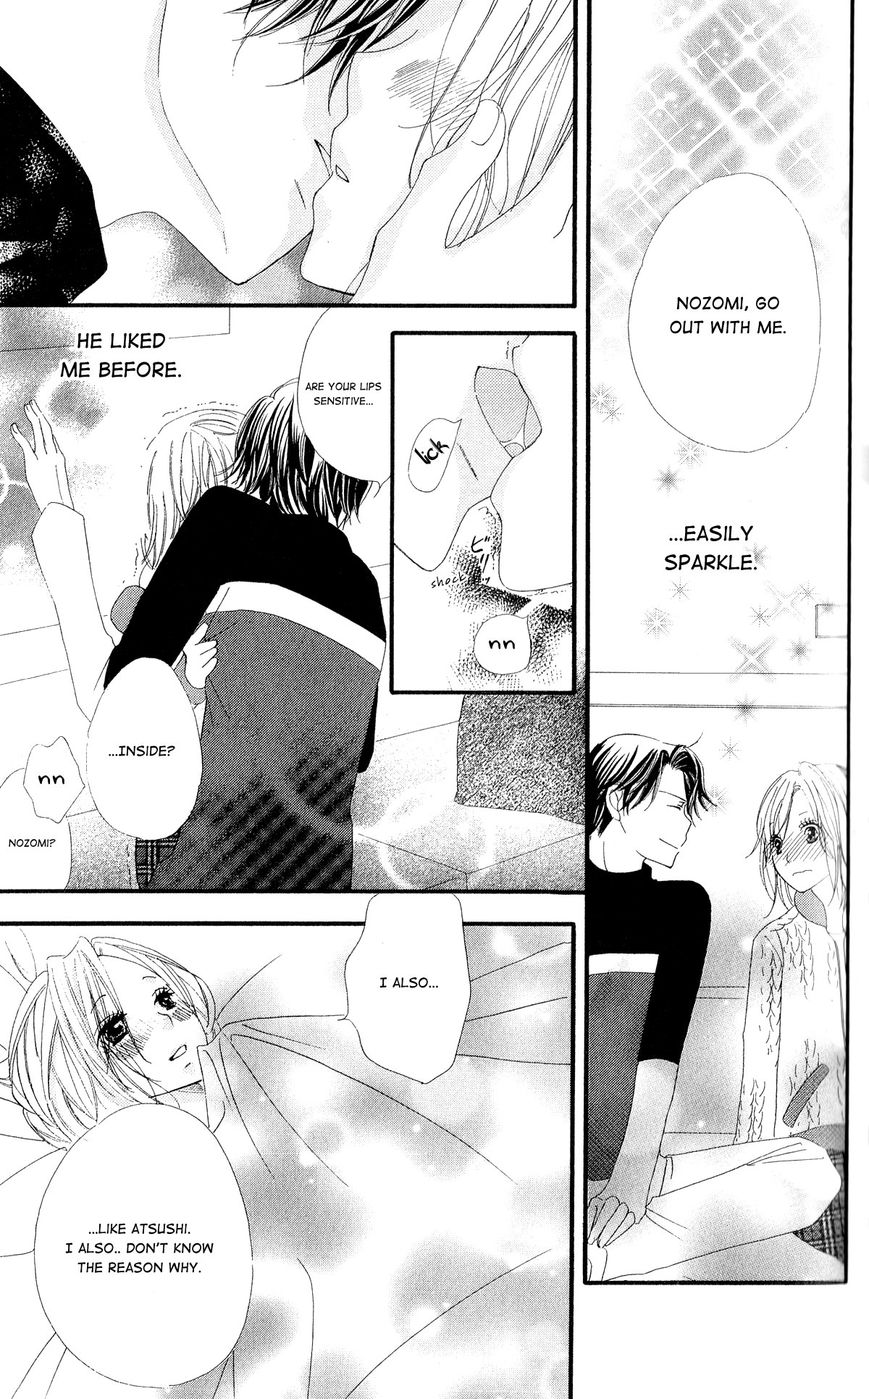 NOZOMI, GO
OUT WITH ME.
...EASILY
SPARKLE.
HE LIKED
ME BEFORE.
ARE YOUR LIPS
SENSITIVE...
lick
ビ
shock
nn
...INSIDE?
nn
NOZOMI?
I ALSO...
...LIKE ATSUSHI.
I ALSO.. DON'T KNOW
THE REASON WHY.